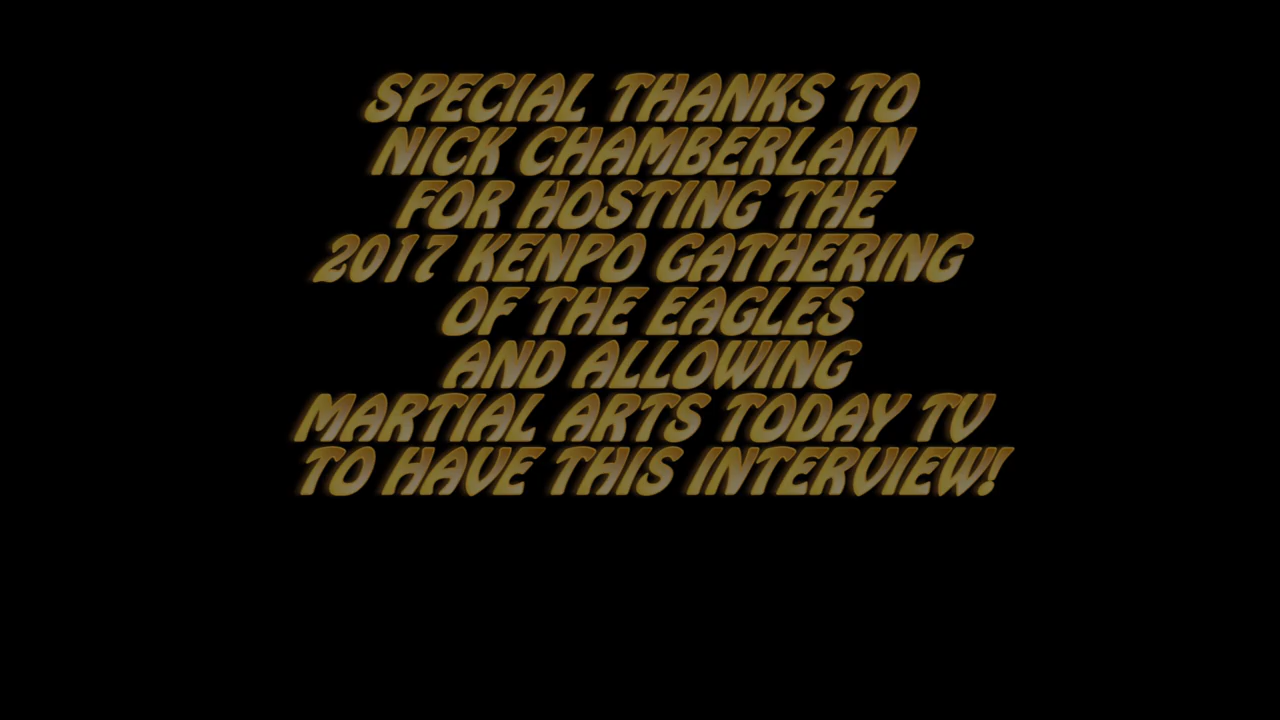 SPECIAL THANKS TO
NICK CHAMBERLAIN
FOR HOSTING THE
2017 KENPO GATHERING
OF THE EAGLES
AND ALLOWING
MARTIAL ARTS TODAY TV
TO HAVE THIS INTERVIEW!